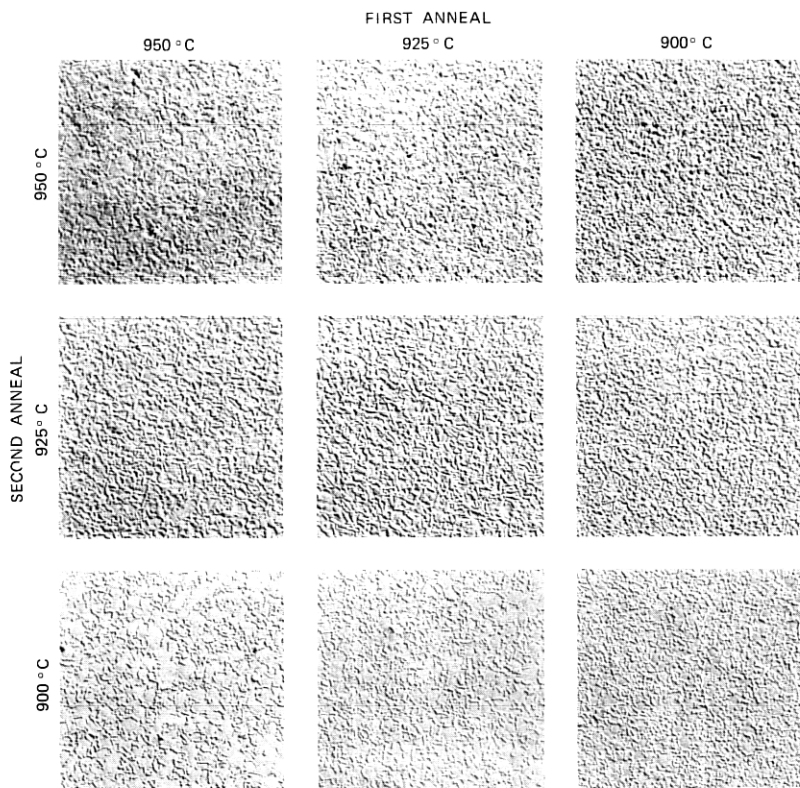 FIRST ANNEAL
950 °C
925 °C
900° C
SECOND ANNEAL
950 °C
925° C
900 °C